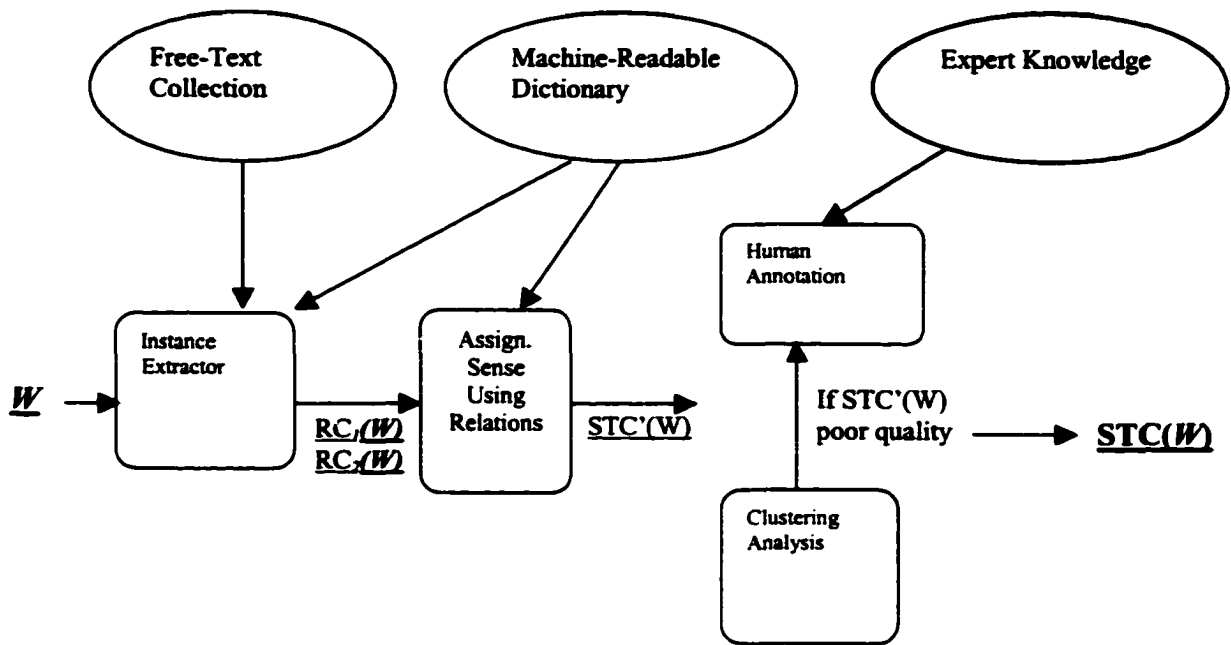 Free-Text
Collection
Machine-Readable
Dictionary
Expert Knowledge
Human
Annotation
Instance
Extractor
Assign.
Sense
Using
Relations
W
RC₁(W)
RC₂(W)
STC'(W)
If STC'(W)
poor quality
STC(W)
Clustering
Analysis